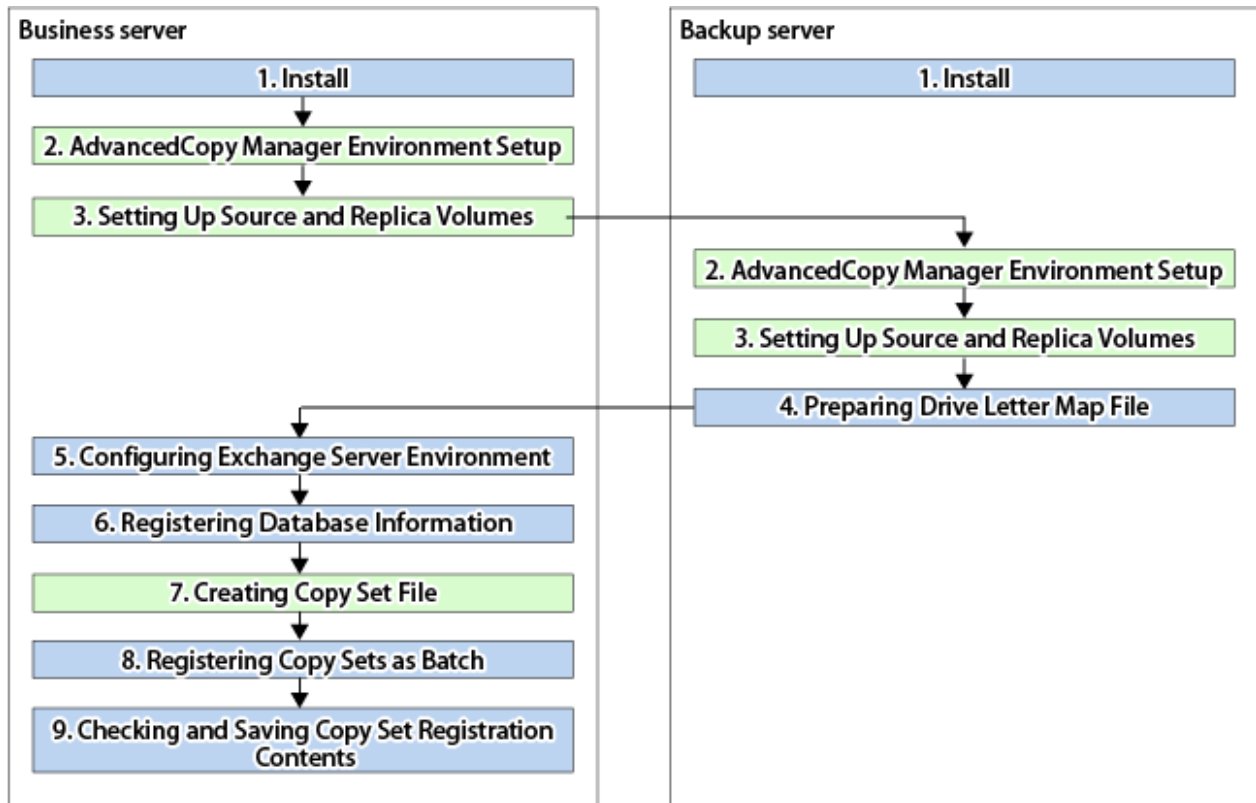 Business server
1. Install
2. AdvancedCopy Manager Environment Setup
3. Setting Up Source and Replica Volumes
5. Configuring Exchange Server Environment
6. Registering Database Information
7. Creating Copy Set File
8. Registering Copy Sets as Batch
9. Checking and Saving Copy Set Registration
Contents
Backup server
1. Install
2. AdvancedCopy Manager Environment Setup
3. Setting Up Source and Replica Volumes
4. Preparing Drive Letter Map File